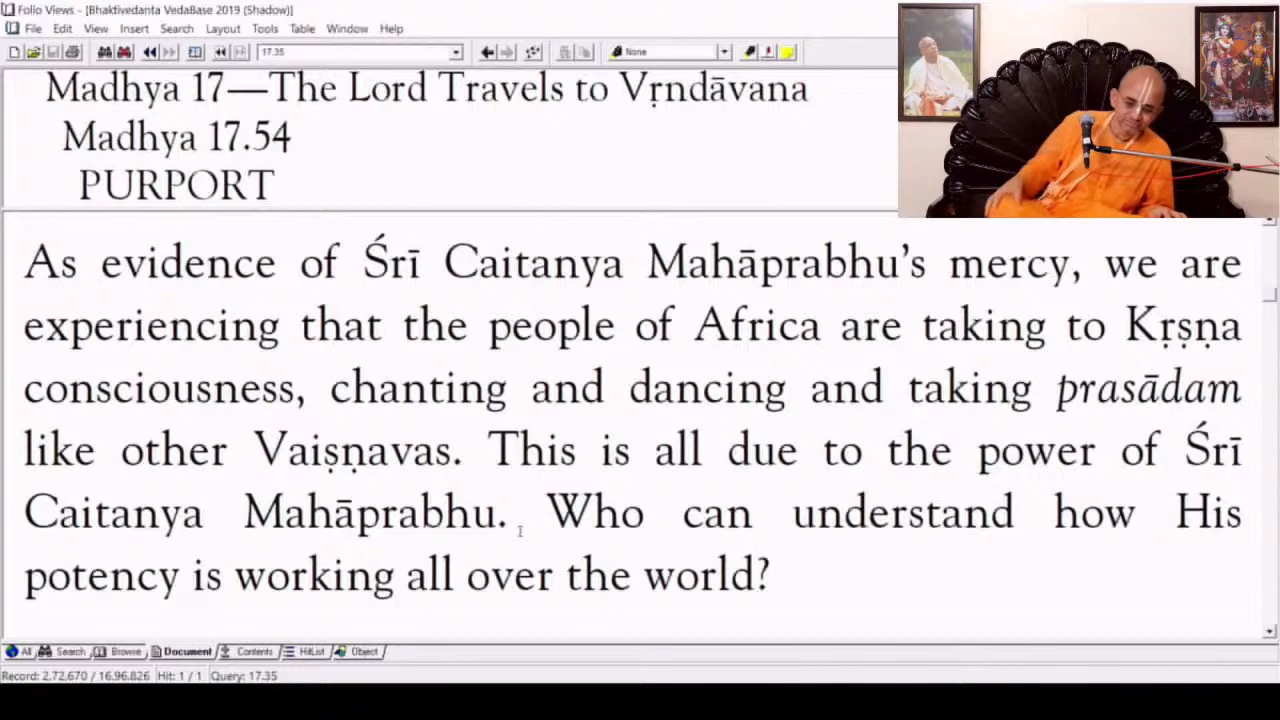 Folio Views - [Bhaktivedanta VedaBase 2019 (Shadow)]
File Edit View Insert Search Layout Tools Table Window Help
17.35 None
Madhya 17—The Lord Travels to Vṛndāvana
Madhya 17.54
PURPORT
As evidence of Śrī Caitanya Mahāprabhu's mercy, we are
experiencing that the people of Africa are taking to Kṛṣṇa
consciousness, chanting and dancing and taking prasādam
like other Vaiṣṇavas. This is all due to the power of Śrī
Caitanya Mahāprabhu. Who can understand how His
potency is working all over the world?
All Search Browse Document Contents HitList Object
Record: 2,72,670 / 16,96,826 Hit: 1 / 1 Query: 17.35